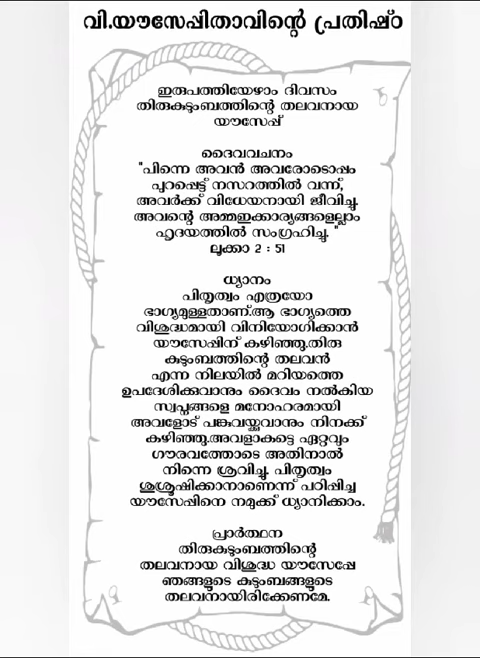 വി.യൗസേപ്പിതാവിന്റെ പ്രതിഷ്ഠ
ഇരുപത്തിയേഴാം ദിവസം
തിരുകുടുംബത്തിന്റെ തലവനായ
യൗസേപ്പ്
ദൈവവചനം
"പിന്നെ അവൻ അവരോടൊപ്പം
പുറപ്പെട്ട് നസറത്തിൽ വന്ന്,
അവർക്ക് വിധേയനായി ജീവിച്ചു.
അവന്റെ അമ്മഇക്കാര്യങ്ങളെല്ലാം
ഹൃദയത്തിൽ സംഗ്രഹിച്ചു. "
ലൂക്കാ 2 : 51
ധ്യാനം
പിതൃത്വം എത്രയോ
ഭാഗ്യമുള്ളതാണ്.ആ ഭാഗ്യത്തെ
വിശുദ്ധമായി വിനിയോഗിക്കാൻ
യൗസേപ്പിന് കഴിഞ്ഞു.തിരു
കുടുംബത്തിന്റെ തലവൻ
എന്ന നിലയിൽ മറിയത്തെ
ഉപദേശിക്കുവാനും ദൈവം നൽകിയ
സ്വപ്നങ്ങളെ മനോഹരമായി
അവളോട് പങ്കുവയ്ക്കുവാനും നിനക്ക്
കഴിഞ്ഞു.അവളാകട്ടെ ഏറ്റവും
ഗൗരവത്തോടെ അതിനാൽ
നിന്നെ ശ്രവിച്ചു. പിതൃത്വം
ശുശ്രൂഷിക്കാനാണെന്ന് പഠിപ്പിച്ച
യൗസേപ്പിനെ നമുക്ക് ധ്യാനിക്കാം.
പ്രാർത്ഥന
തിരുകുടുംബത്തിന്റെ
തലവനായ വിശുദ്ധ യൗസേപ്പേ
ഞങ്ങളുടെ കുടുംബങ്ങളുടെ
തലവനായിരിക്കേണമേ.